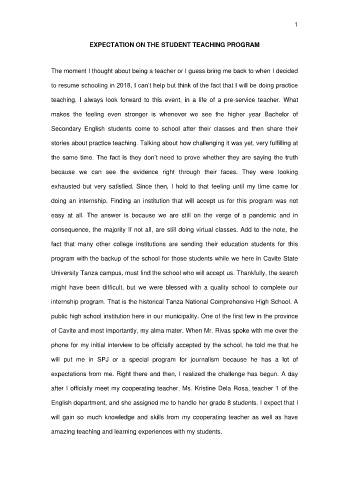 1
EXPECTATION ON THE STUDENT TEACHING PROGRAM
The moment I thought about being a teacher or I guess bring me back to when I decided
to resume schooling in 2018, I can't help but think of the fact that I will be doing practice
teaching. I always look forward to this event, in a life of a pre-service teacher. What
makes the feeling even stronger is whenever we see the higher year Bachelor of
Secondary English students come to school after their classes and then share their
stories about practice teaching. Talking about how challenging it was yet, very fulfilling at
the same time. The fact is they don't need to prove whether they are saying the truth
because we can see the evidence right through their faces. They were looking
exhausted but very satisfied. Since then, I hold to that feeling until my time came for
doing an internship. Finding an institution that will accept us for this program was not
easy at all. The answer is because we are still on the verge of a pandemic and in
consequence, the majority if not all, are still doing virtual classes. Add to the note, the
fact that many other college institutions are sending their education students for this
program with the backup of the school for those students while we here in Cavite State
University Tanza campus, must find the school who will accept us. Thankfully, the search
might have been difficult, but we were blessed with a quality school to complete our
internship program. That is the historical Tanza National Comprehensive High School. A
public high school institution here in our municipality. One of the first few in the province
of Cavite and most importantly, my alma mater. When Mr. Rivas spoke with me over the
phone for my initial interview to be officially accepted by the school, he told me that he
will put me in SPJ or a special program for journalism because he has a lot of
expectations from me. Right there and then, I realized the challenge has begun. A day
after I officially meet my cooperating teacher, Ms. Kristine Dela Rosa, teacher 1 of the
English department, and she assigned me to handle her grade 8 students. I expect that I
will gain so much knowledge and skills from my cooperating teacher as well as have
amazing teaching and learning experiences with my students.